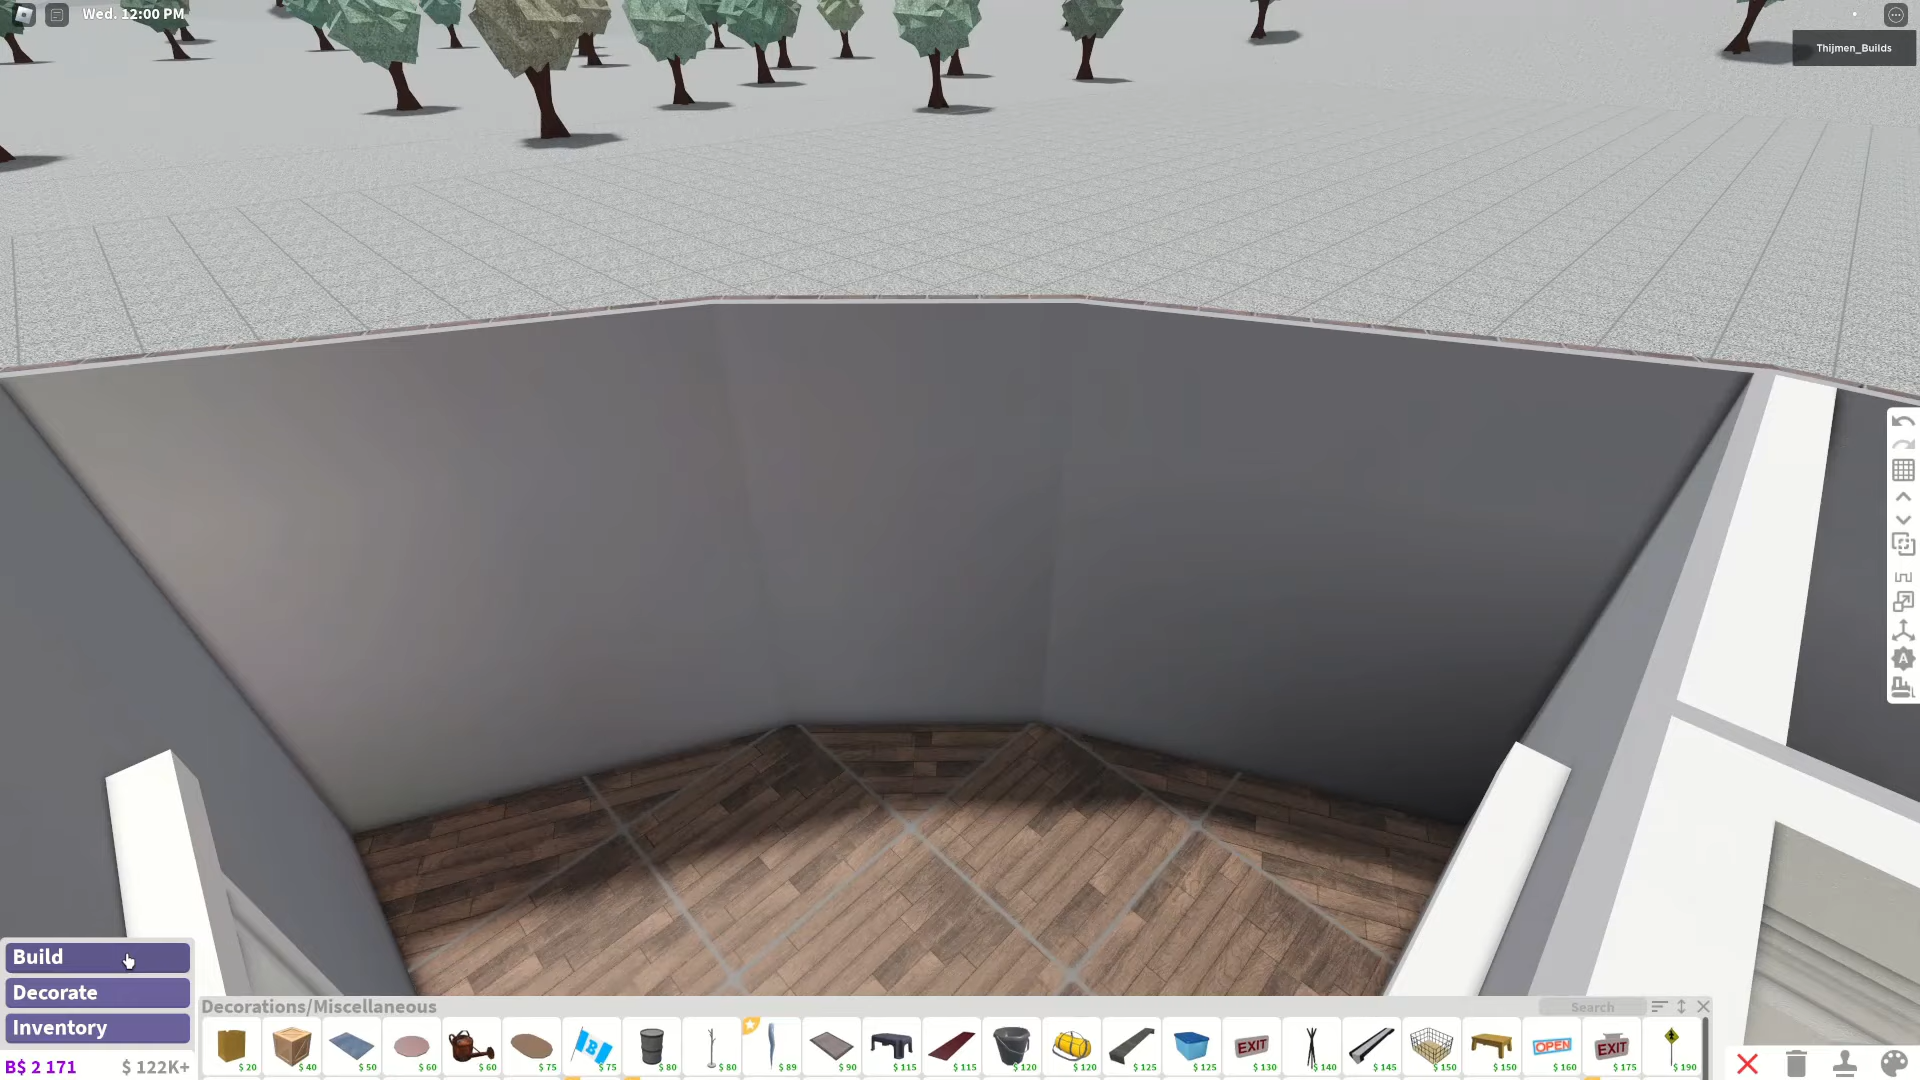 Wed. 12:00 PM
Thijmen_Builds
Build
Decorate
Inventory
B$ 2 171 $ 122K+
Decorations/Miscellaneous
Search
$ 20 $ 40 $ 50 $ 60 $ 60 $ 75 $ 75 $ 80 $ 80 $ 89 $ 90 $ 115 $ 115 $ 120 $ 120 $ 125 $ 125 EXIT $ 130 $ 140 $ 145 $ 150 $ 150 OPEN $ 160 EXIT $ 175 $ 190